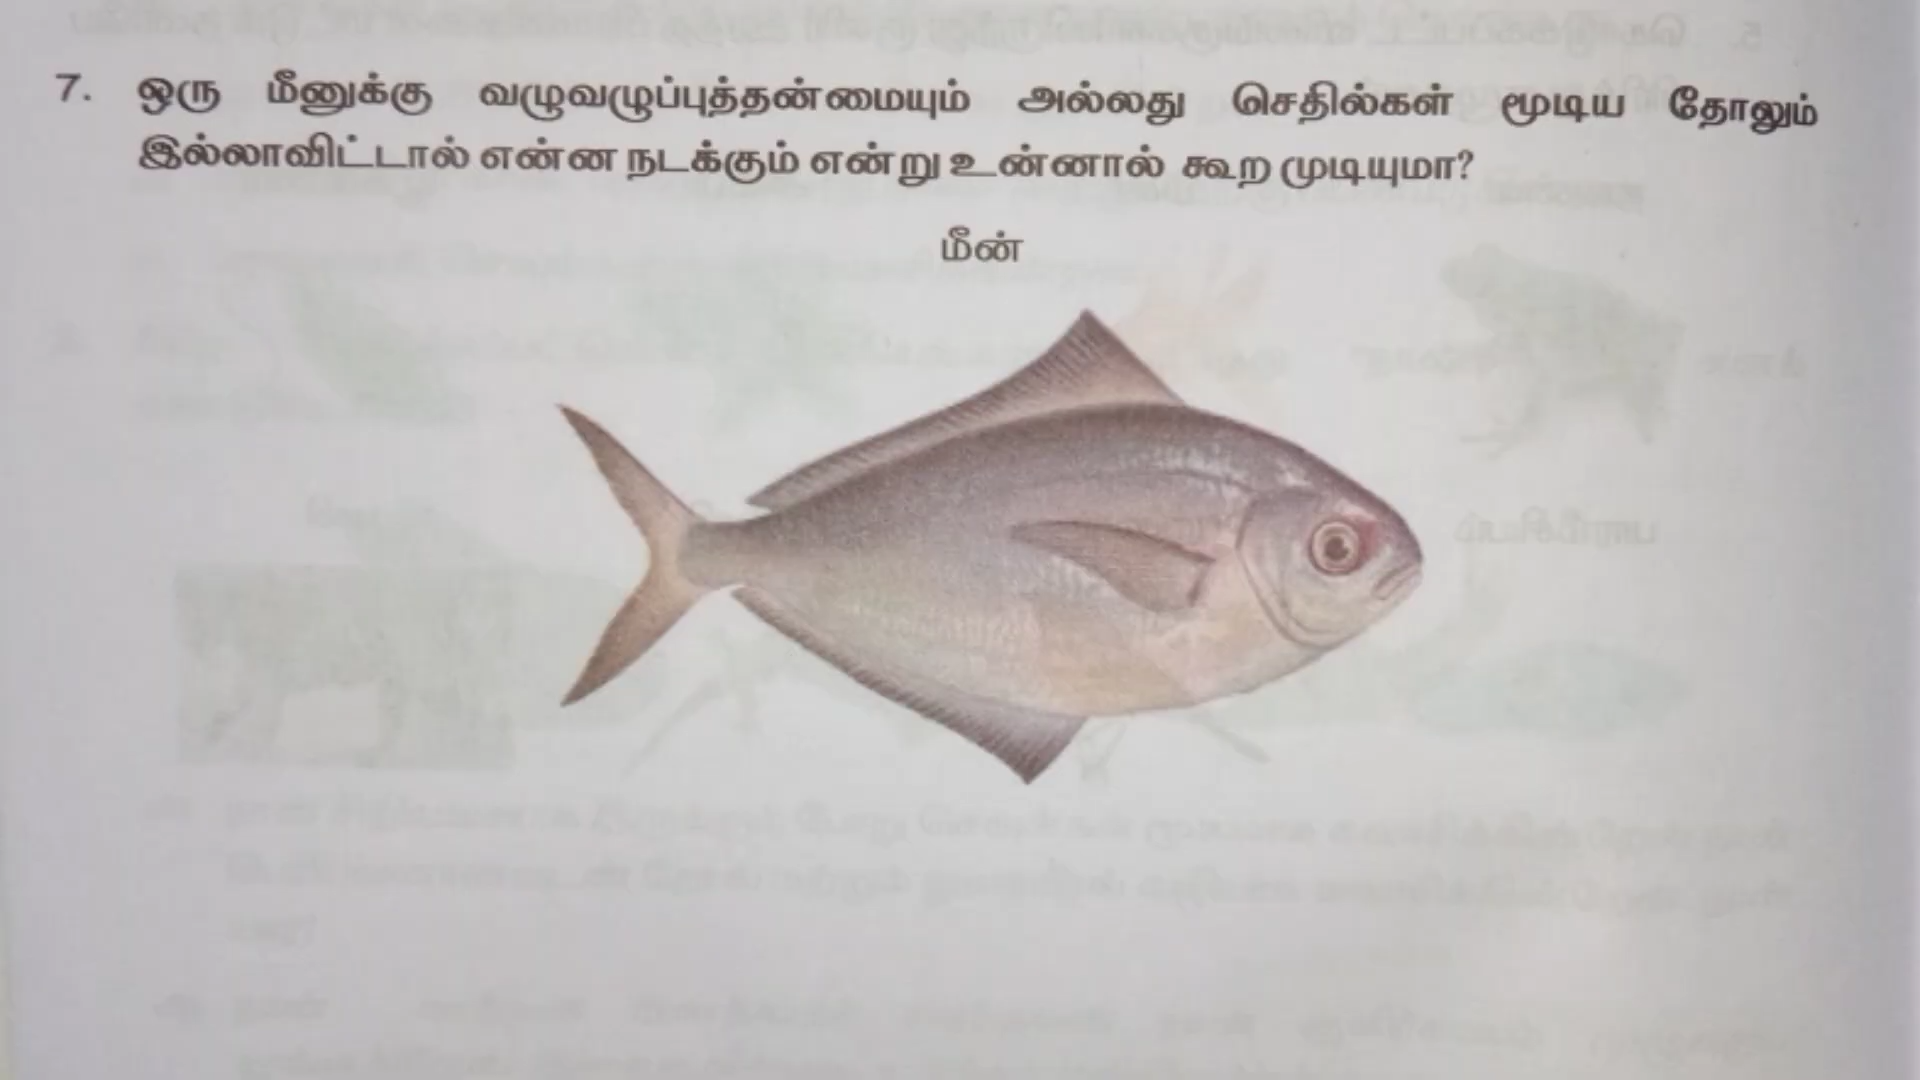 7. ஒரு மீனுக்கு வழுவழுப்புத்தன்மையும் அல்லது செதில்கள் மூடிய தோலும்
இல்லாவிட்டால் என்ன நடக்கும் என்று உன்னால் கூற முடியுமா?
மீன்